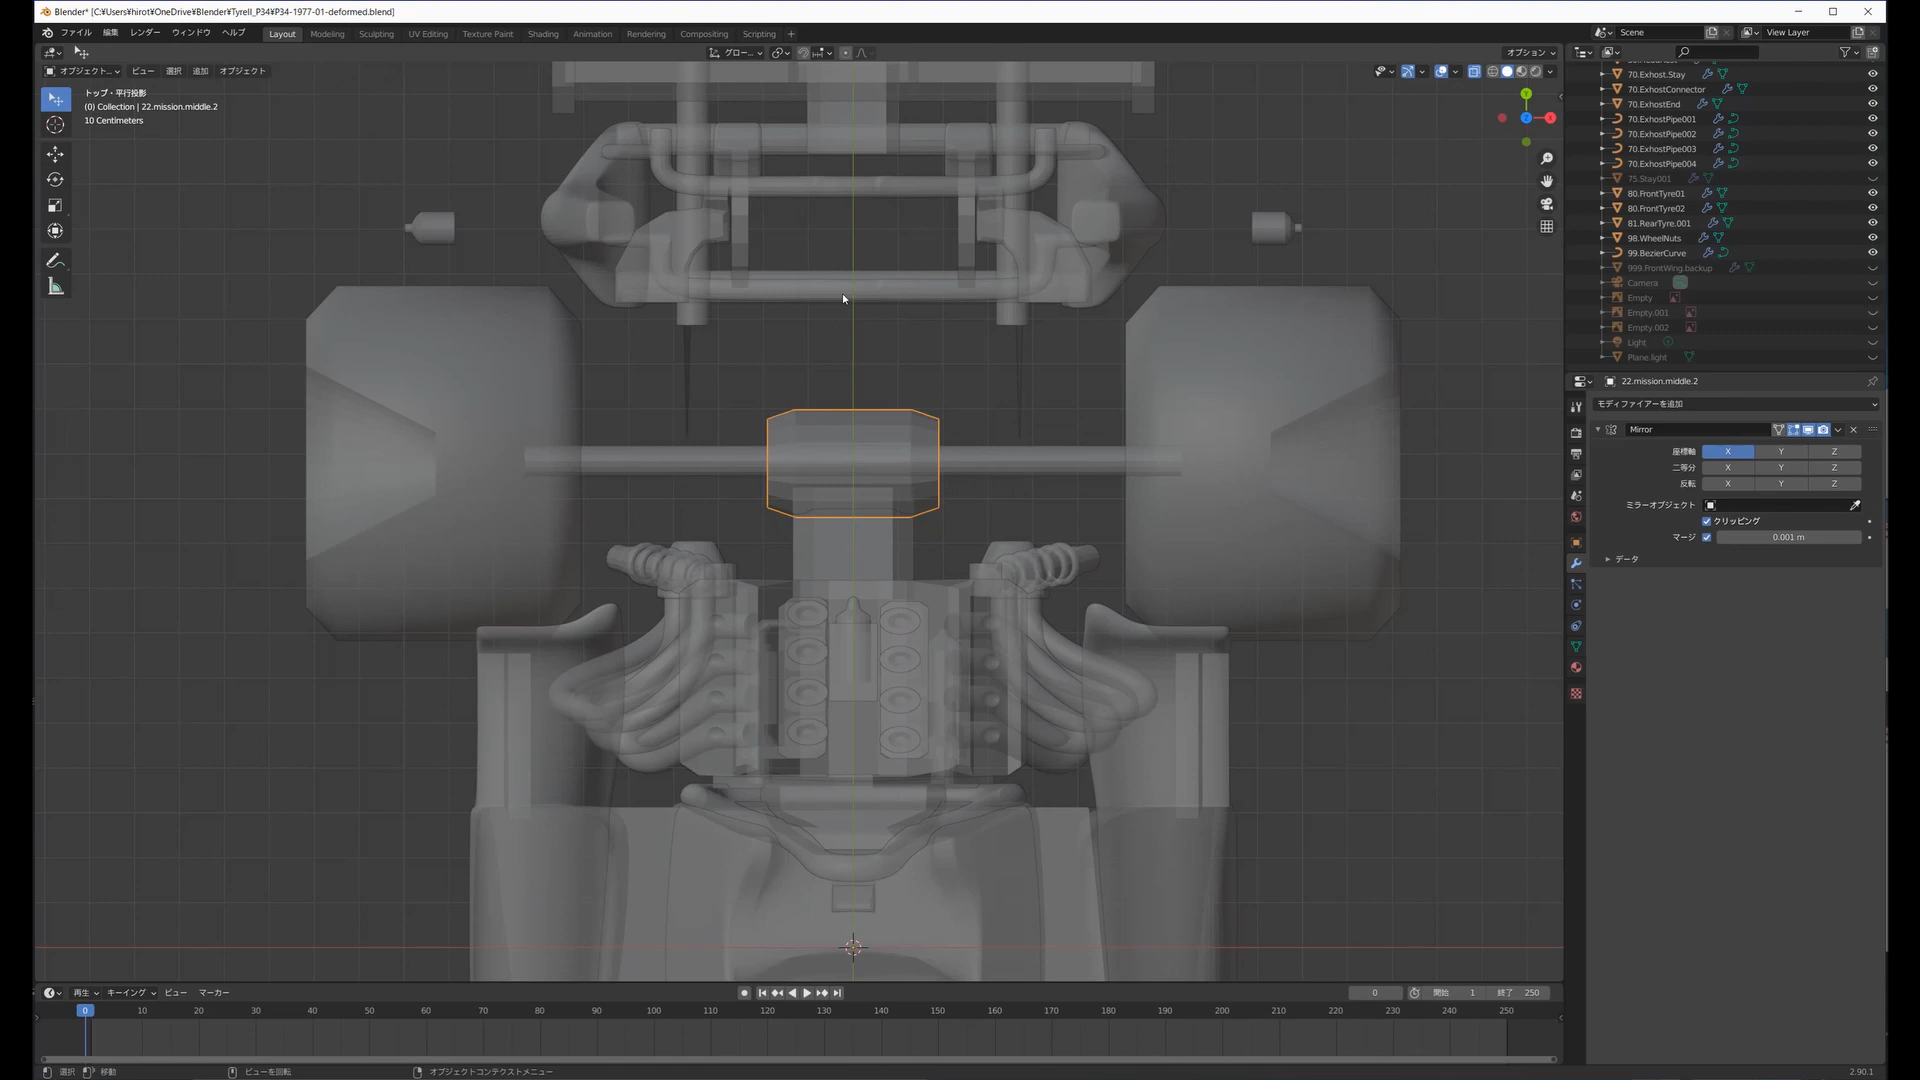 Blender* [C:¥Users¥hirot¥OneDrive¥Blender¥Tyrell_P34¥P34-1977-01-deformed.blend]
ファイル 編集 レンダー ウィンドウ ヘルプ Layout Modeling Sculpting UV Editing Texture Paint Shading Animation Rendering Compositing Scripting + Scene View Layer
グロー... オプション
オブジェクト... ビュー 選択 追加 オブジェクト
トップ・平行投影
(0) Collection | 22.mission.middle.2
10 Centimeters
Y
Z
X
70.Exhost.Stay
70.ExhostConnector
70.ExhostEnd
70.ExhostPipe001
70.ExhostPipe002
70.ExhostPipe003
70.ExhostPipe004
75.Stay001
80.FrontTyre01
80.FrontTyre02
81.RearTyre.001
98.WheelNuts
99.BezierCurve
999.FrontWing.backup
Camera
Empty
Empty.001
Empty.002
Light
Plane.light
22.mission.middle.2
モディファイアーを追加
Mirror
座標軸 X Y Z
二等分 X Y Z
反転 X Y Z
ミラーオブジェクト
クリッピング
マージ 0.001 m
データ
再生 キーイング ビュー マーカー 0 開始 1 終了 250
0 10 20 30 40 50 60 70 80 90 100 110 120 130 140 150 160 170 180 190 200 210 220 230 240 250
選択 移動 ビューを回転 オブジェクトコンテクストメニュー 2.90.1